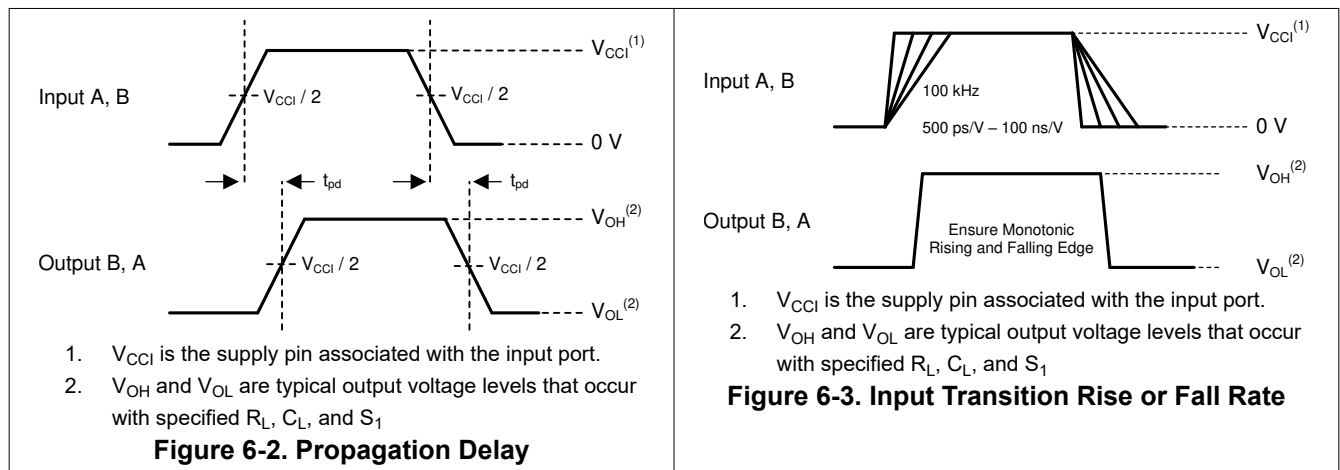 V_CCI^(1)
Input A, B
V_CCI / 2
V_CCI / 2
0 V
t_pd
t_pd
V_OH^(2)
Output B, A
V_CCI / 2
V_CCI / 2
V_OL^(2)
1. V_CCI is the supply pin associated with the input port.
2. V_OH and V_OL are typical output voltage levels that occur
with specified R_L, C_L, and S_1
Figure 6-2. Propagation Delay
V_CCI^(1)
Input A, B
100 kHz
500 ps/V – 100 ns/V
0 V
V_OH^(2)
Output B, A
Ensure Monotonic
Rising and Falling Edge
V_OL^(2)
1. V_CCI is the supply pin associated with the input port.
2. V_OH and V_OL are typical output voltage levels that occur
with specified R_L, C_L, and S_1
Figure 6-3. Input Transition Rise or Fall Rate